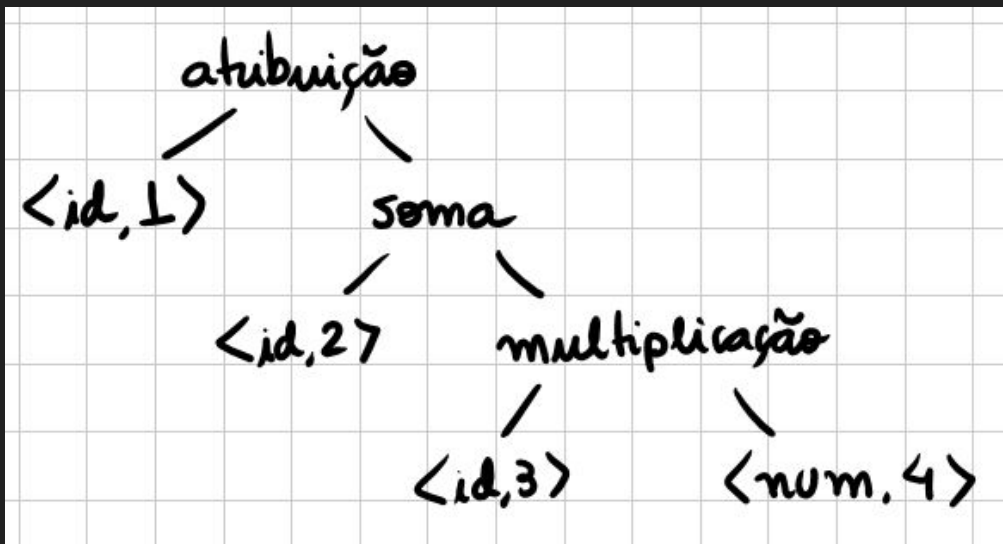 atribuição
<id,1> soma
<id,2> multiplicação
<id,3> <num,4>